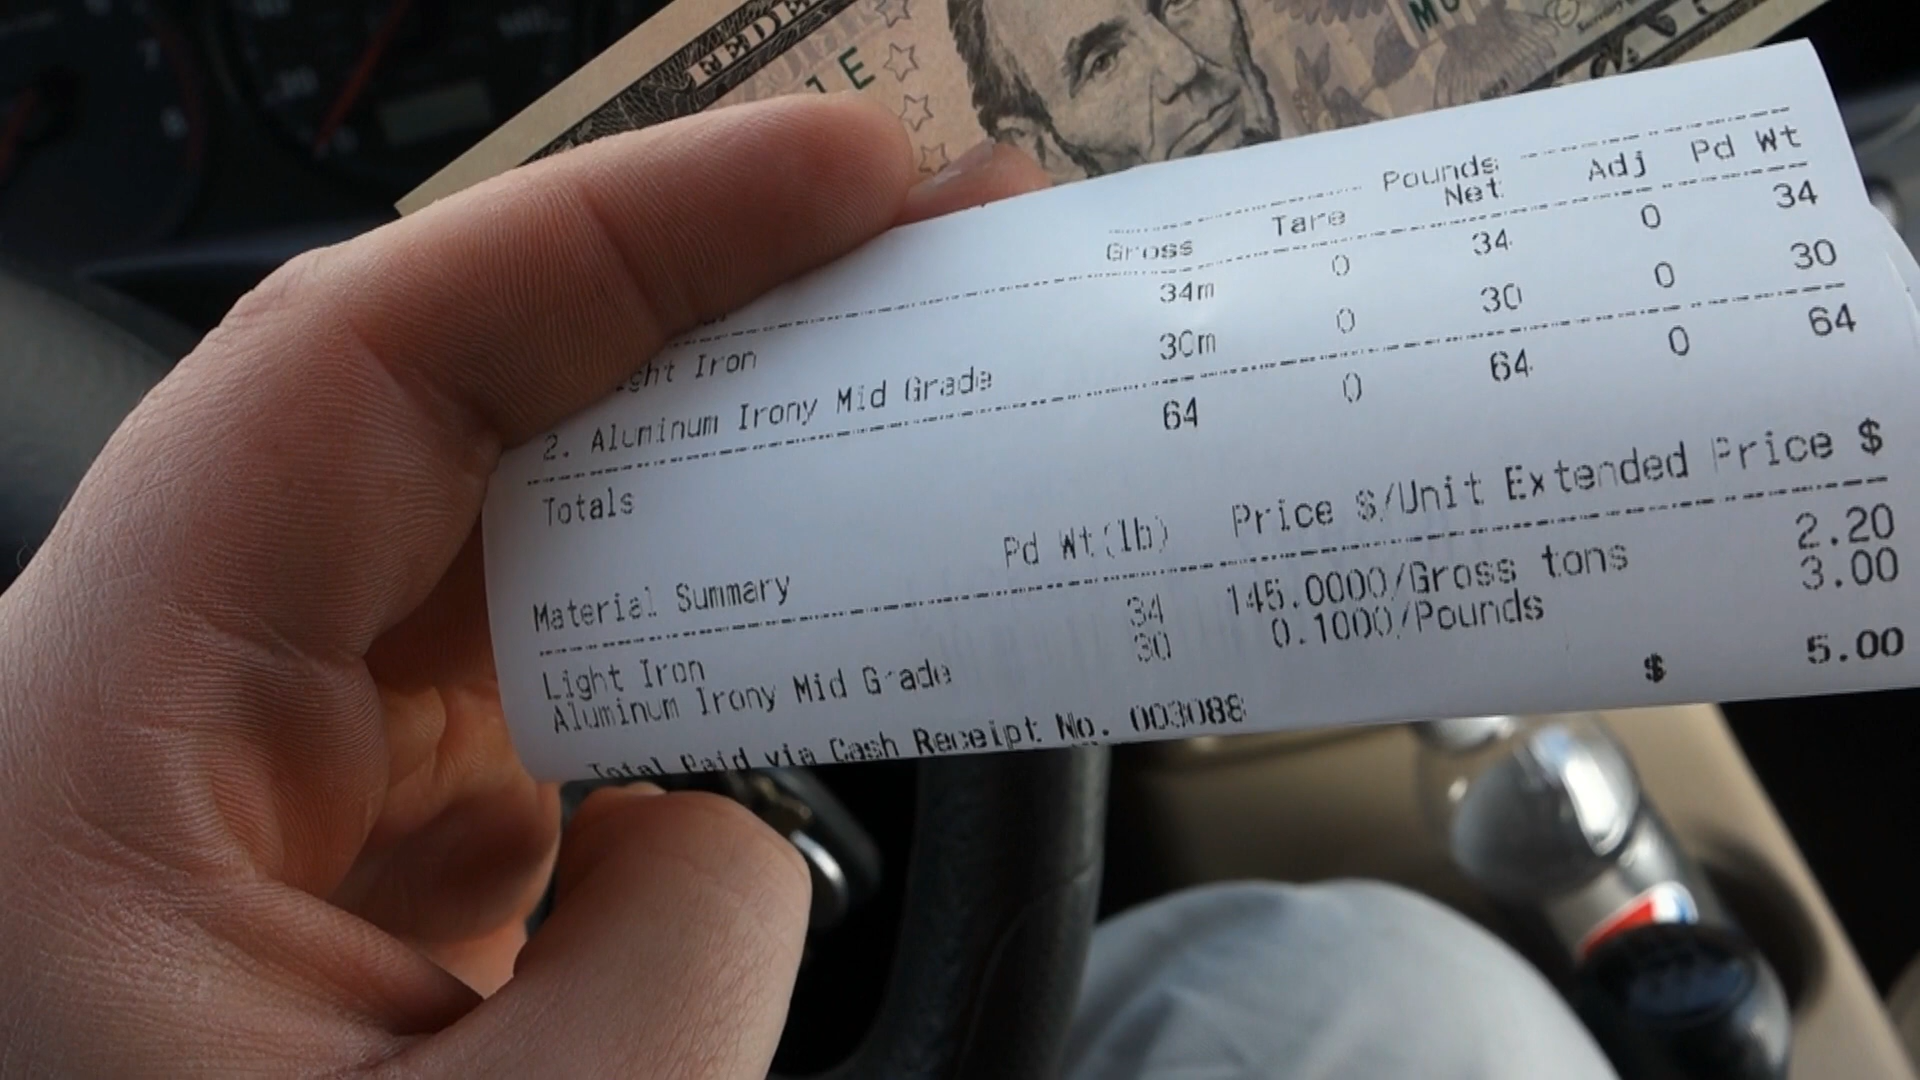 FEDE
Pounds
Gross Tare Net Adj Pd Wt
ght Iron 34m 0 34 0 34
2. Aluminum Irony Mid Grade 30m 0 30 0 30
Totals 64 0 64 0 64
Material Summary Pd Wt(lb) Price $/Unit Extended Price $
Light Iron 34 145.0000/Gross tons 2.20
Aluminum Irony Mid Grade 30 0.1000/Pounds 3.00
Total Paid via Cash Receipt No. 003088 $ 5.00